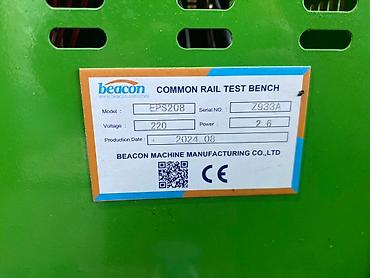 beacon
COMMON RAIL TEST BENCH
Model : EPS208 Serial NO.: Z933A
Voltage : 220 Power : 2.6
Production Date : 2024.08
BEACON MACHINE MANUFACTURING CO.,LTD
CE